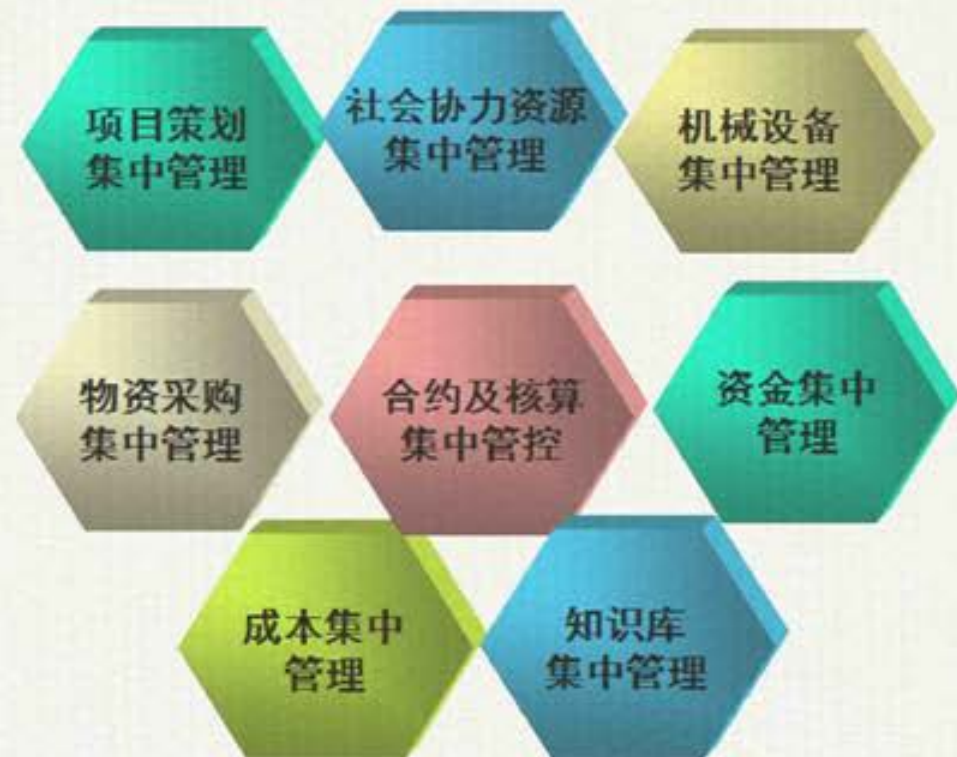 项目策划
集中管理
社会协力资源
集中管理
机械设备
集中管理
物资采购
集中管理
合约及核算
集中管控
资金集中
管理
成本集中
管理
知识库
集中管理